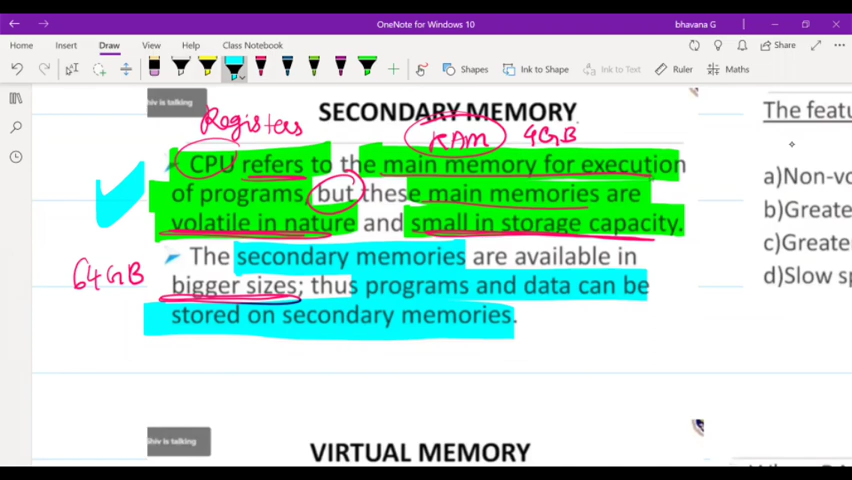 OneNote for Windows 10
bhavana G
Home Insert Draw View Help Class Notebook
Share
Shapes Ink to Shape Ink to Text Ruler Maths
hiv is talking
SECONDARY MEMORY
Registers
RAM 4GB
CPU refers to the main memory for execution
of programs but these main memories are
volatile in nature and small in storage capacity.
The secondary memories are available in
64GB
bigger sizes; thus programs and data can be
stored on secondary memories.
The featu
a)Non-vo
b)Greate
c)Greate
d)Slow sp
hiv is talking
VIRTUAL MEMORY